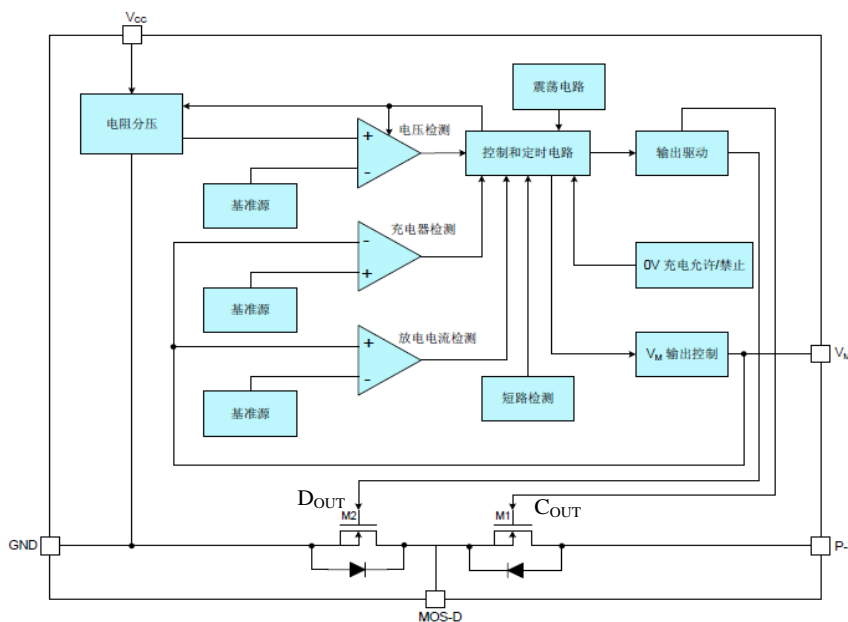 VCC
震荡电路
电阻分压
+
电压检测
控制和定时电路
输出驱动
-
基准源
充电器检测
-
0V 充电允许/禁止
+
基准源
放电电流检测
+
VM 输出控制
VM
-
短路检测
基准源
DOUT
COUT
M2
M1
GND
P-
MOS-D